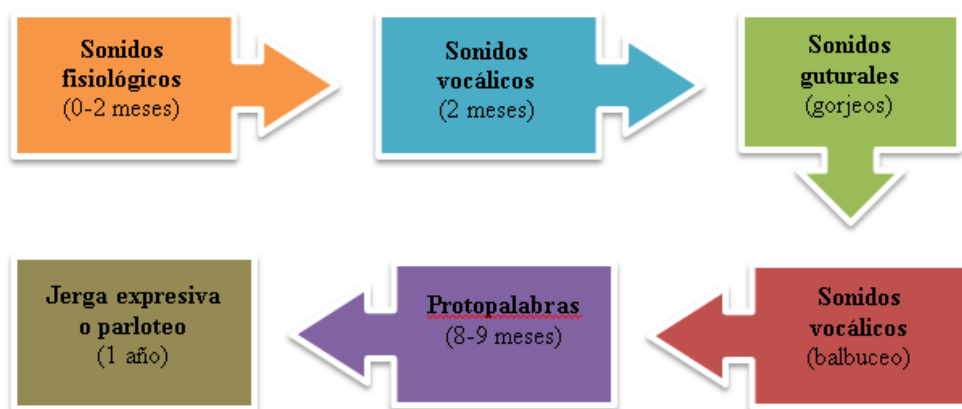 Sonidos
fisiológicos
(0-2 meses)
Sonidos
vocálicos
(2 meses)
Sonidos
guturales
(gorjeos)
Sonidos
vocálicos
(balbuceo)
Protopalabras
(8-9 meses)
Jerga expresiva
o parloteo
(1 año)